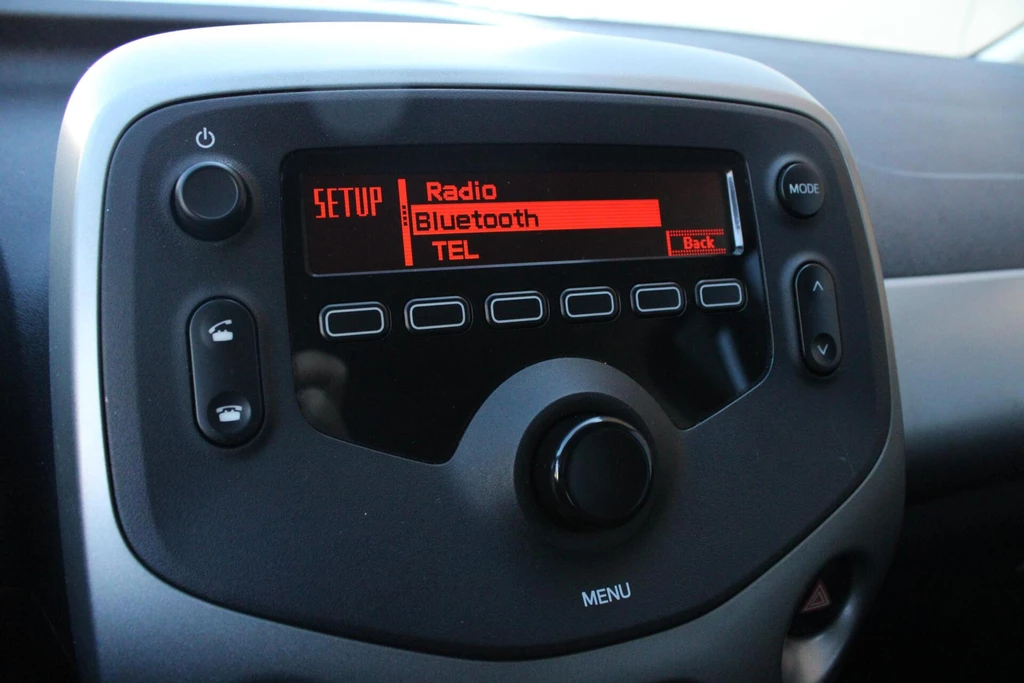 SETUP
Radio
Bluetooth
TEL
Back
MODE
MENU